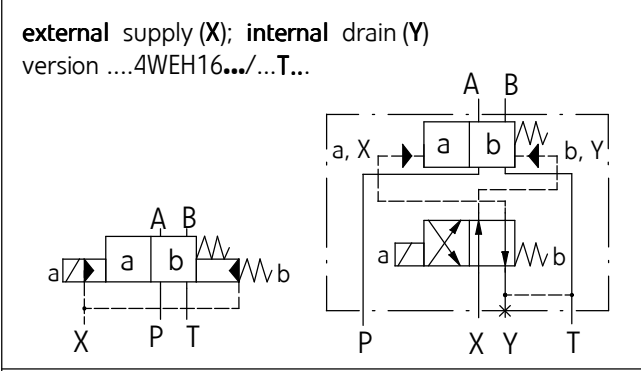 external supply (X); internal drain (Y)
version ....4WEH16•••/...T...
A B
a, X a b b, Y
A B
a a b b
a b
X P T
P X Y T